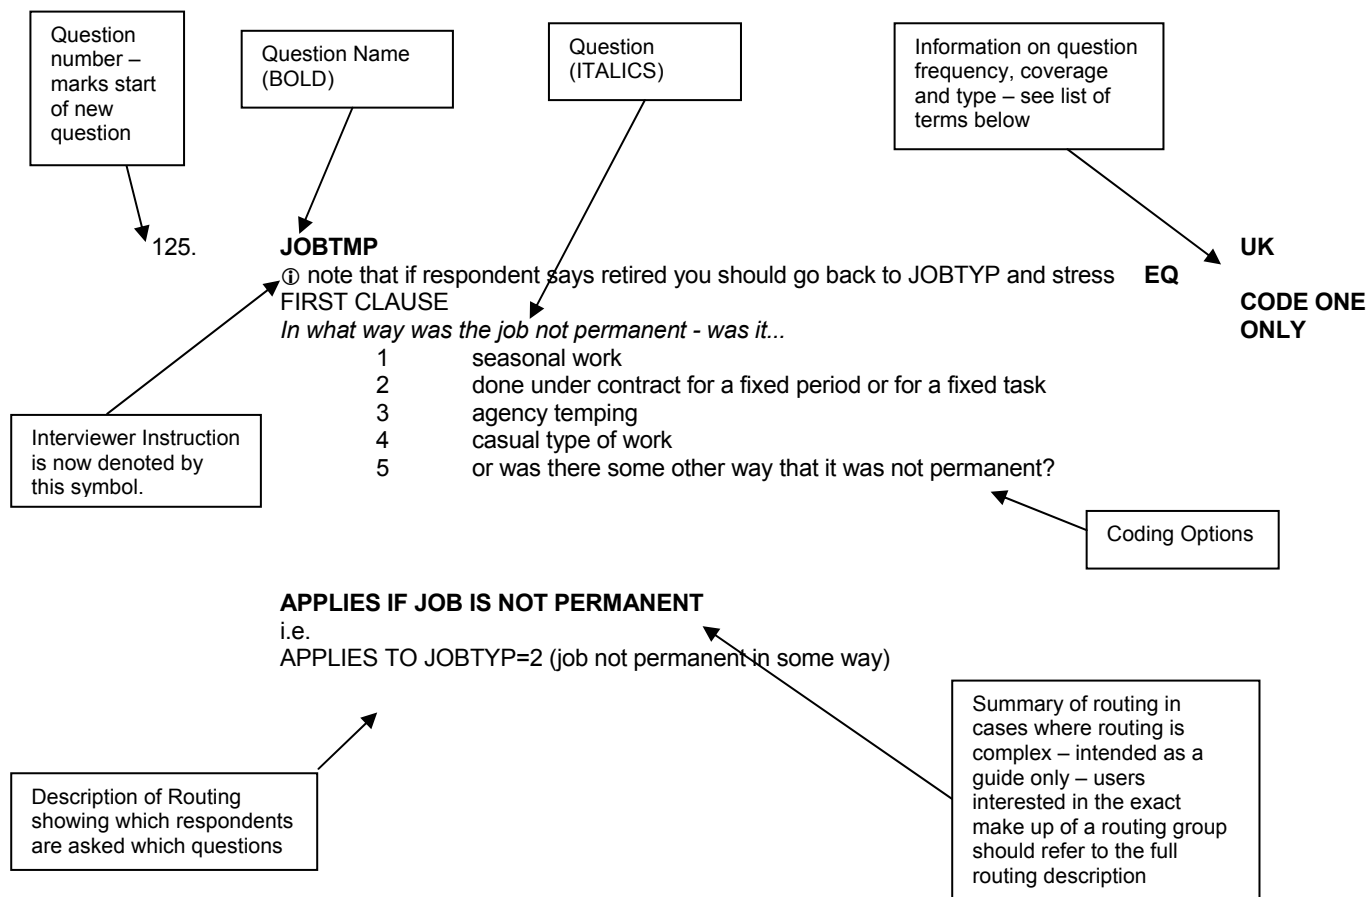 Question
number –
marks start
of new
question
Question Name
(BOLD)
Question
(ITALICS)
Information on question
frequency, coverage
and type – see list of
terms below
125. JOBTMP UK
ⓘ note that if respondent says retired you should go back to JOBTYP and stress EQ
FIRST CLAUSE CODE ONE
In what way was the job not permanent - was it... ONLY
1 seasonal work
2 done under contract for a fixed period or for a fixed task
3 agency temping
4 casual type of work
5 or was there some other way that it was not permanent?
Interviewer Instruction
is now denoted by
this symbol.
Coding Options
APPLIES IF JOB IS NOT PERMANENT
i.e.
APPLIES TO JOBTYP=2 (job not permanent in some way)
Description of Routing
showing which respondents
are asked which questions
Summary of routing in
cases where routing is
complex – intended as a
guide only – users
interested in the exact
make up of a routing group
should refer to the full
routing description